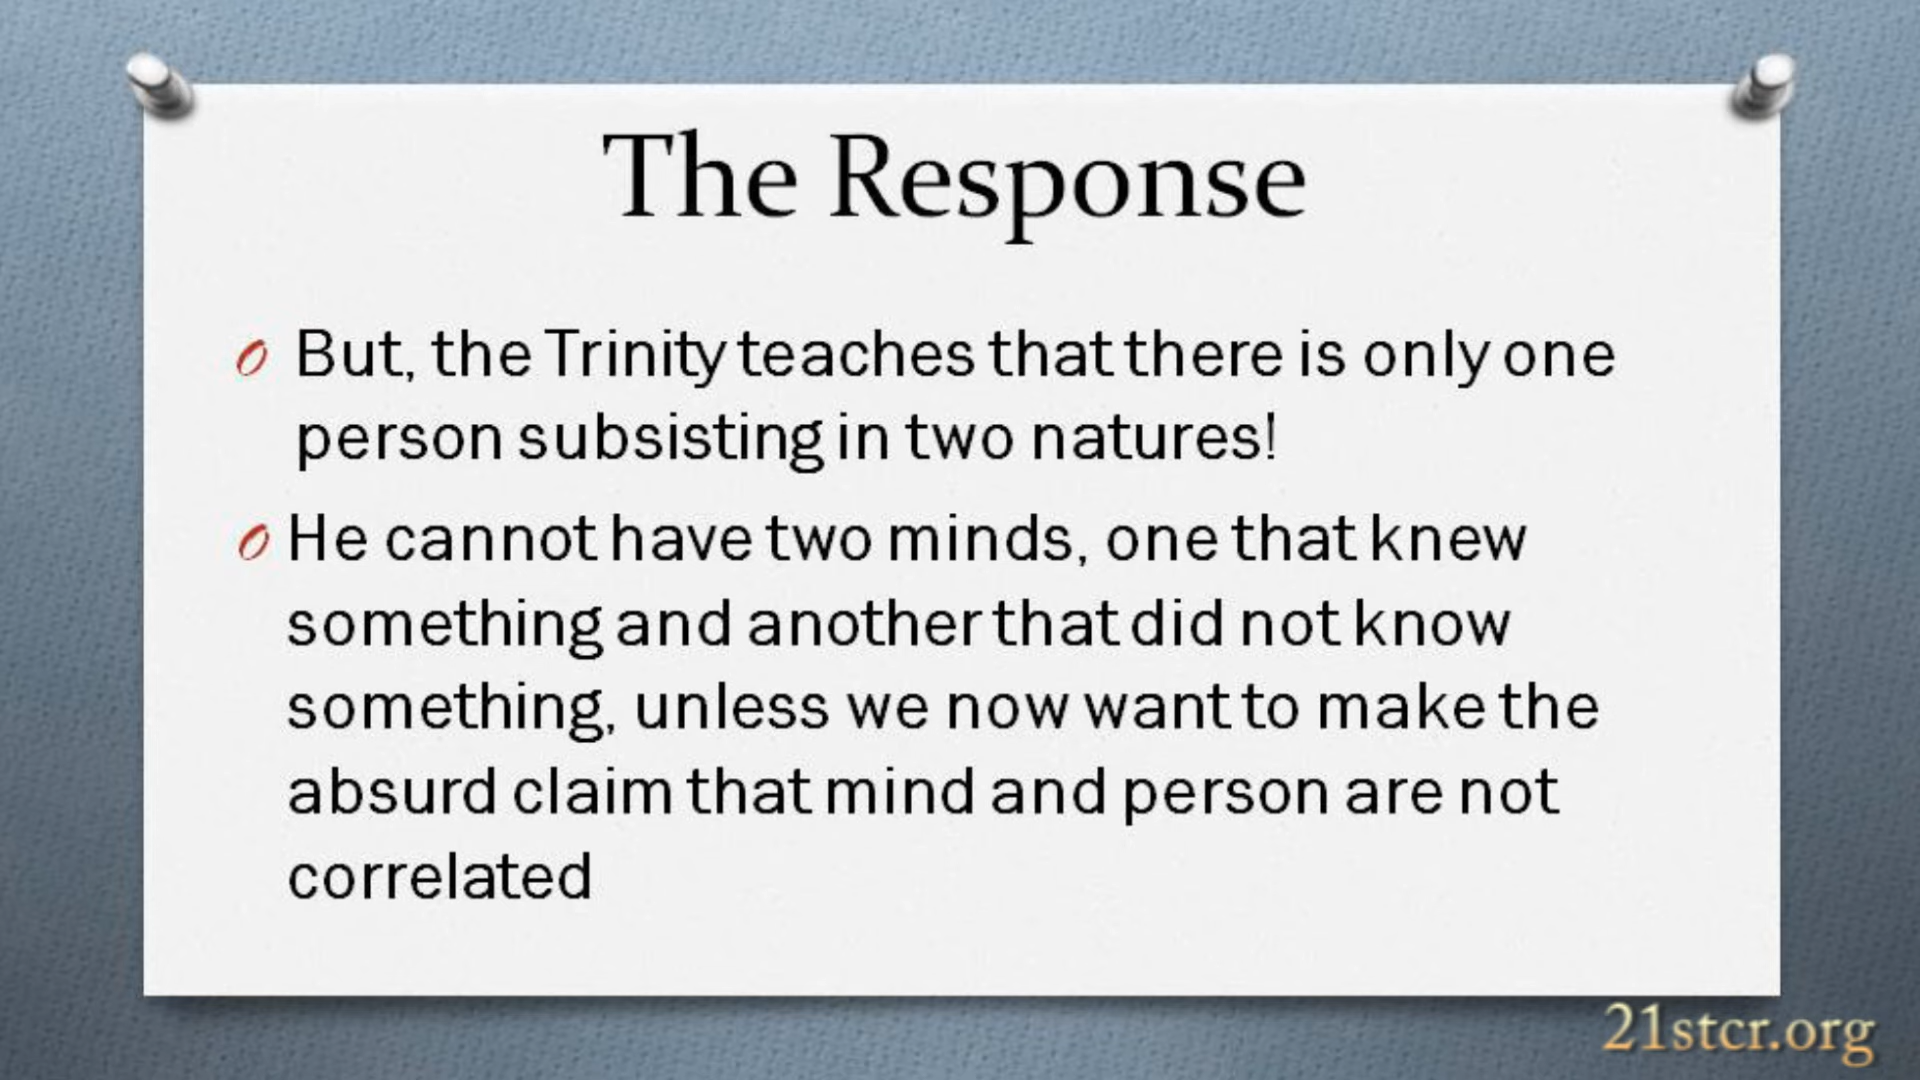 The Response
But, the Trinity teaches that there is only one
person subsisting in two natures!
He cannot have two minds, one that knew
something and another that did not know
something, unless we now want to make the
absurd claim that mind and person are not
correlated
21stcr.org